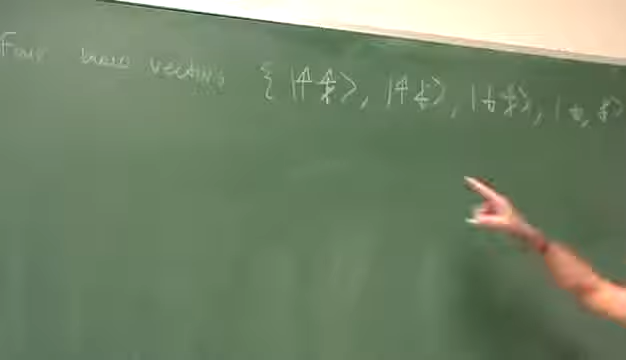 Four basis vectors { |↑↑⟩, |↑↓⟩, |↓↑⟩, |↓,↓⟩